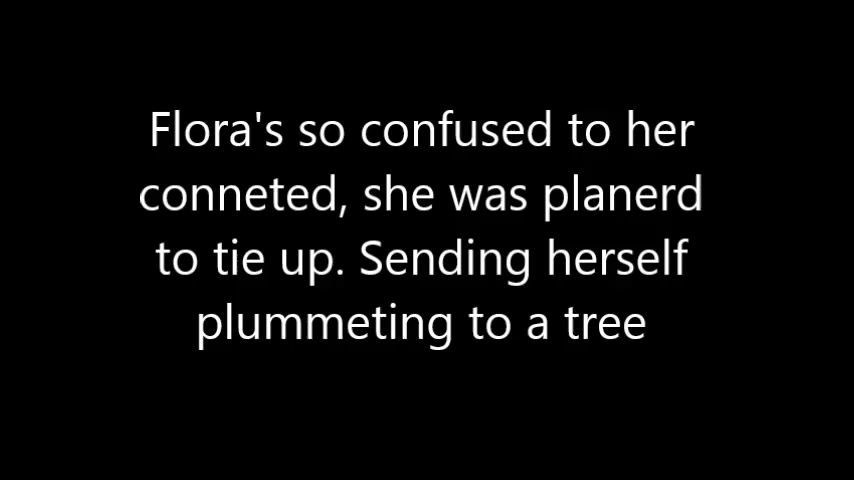 Flora's so confused to her
conneted, she was planerd
to tie up. Sending herself
plummeting to a tree